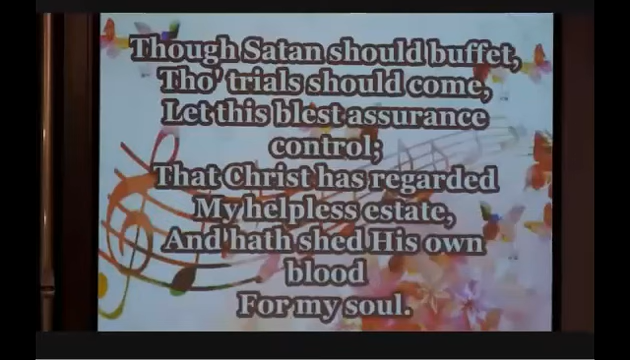 Though Satan should buffet,
Tho' trials should come,
Let this blest assurance
control;
That Christ has regarded
My helpless estate,
And hath shed His own
blood
For my soul.